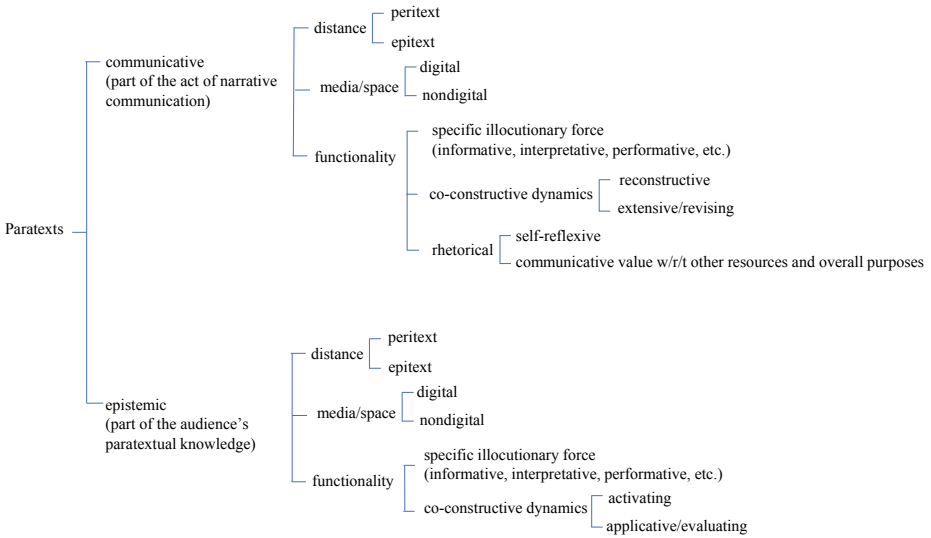 Paratexts
communicative
(part of the act of narrative
communication)
distance
peritext
epitext
media/space
digital
nondigital
functionality
specific illocutionary force
(informative, interpretative, performative, etc.)
co-constructive dynamics
reconstructive
extensive/revising
rhetorical
self-reflexive
communicative value w/r/t other resources and overall purposes
epistemic
(part of the audience’s
paratextual knowledge)
distance
peritext
epitext
media/space
digital
nondigital
functionality
specific illocutionary force
(informative, interpretative, performative, etc.)
co-constructive dynamics
activating
applicative/evaluating